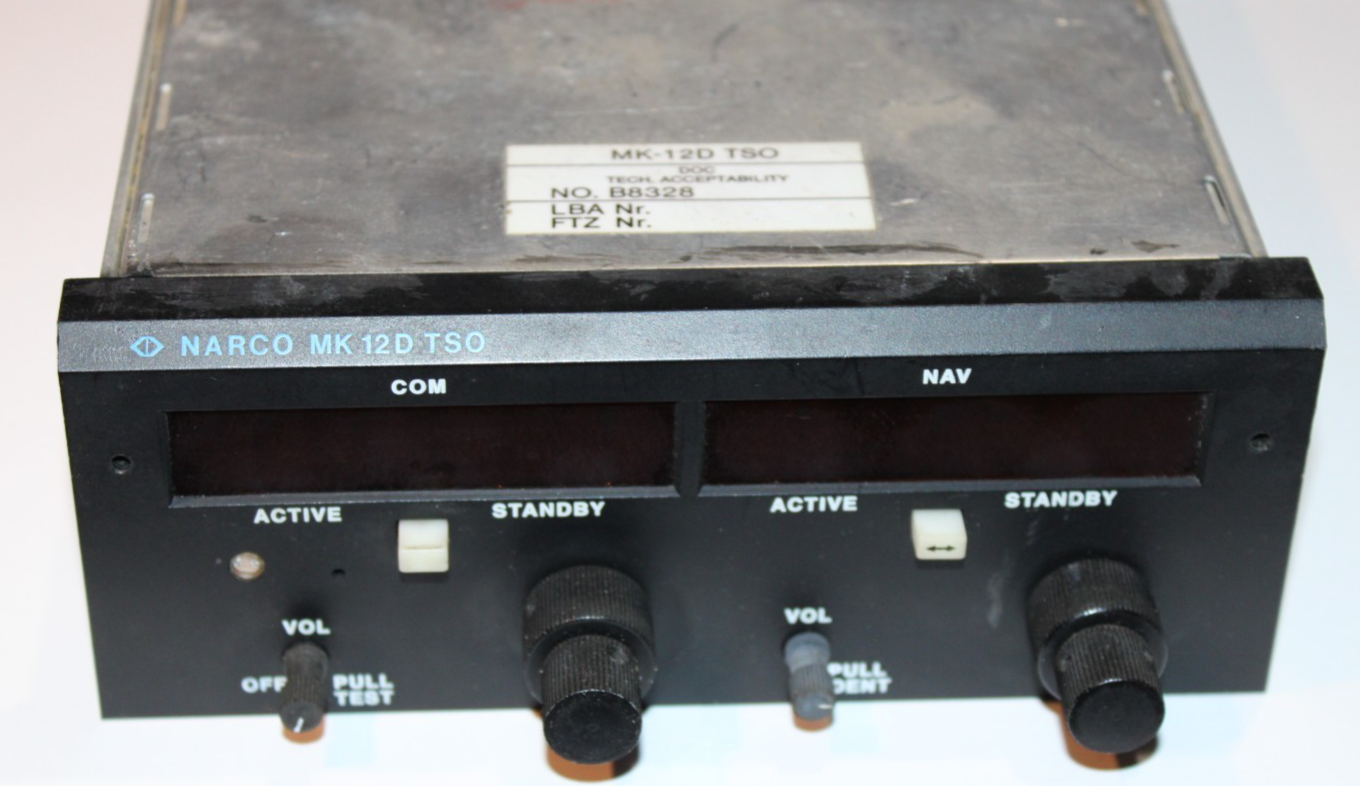 MK-12D TSO
DOC
TECH. ACCEPTABILITY
NO. B8328
LBA Nr.
FTZ Nr.
NARCO MK 12D TSO
COM
NAV
ACTIVE
STANDBY
ACTIVE
STANDBY
VOL
VOL
OFF
PULL
TEST
PULL
IDENT